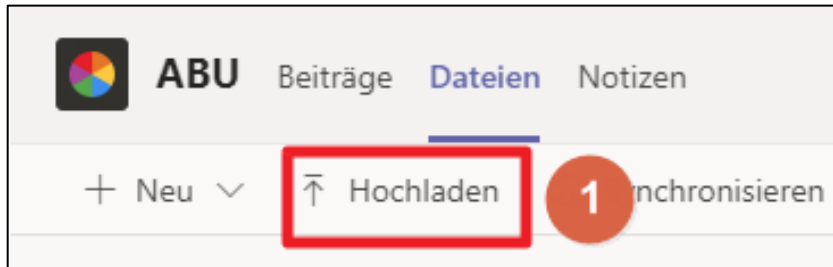 ABU Beiträge Dateien Notizen
Neu Hochladen 1 nchronisieren